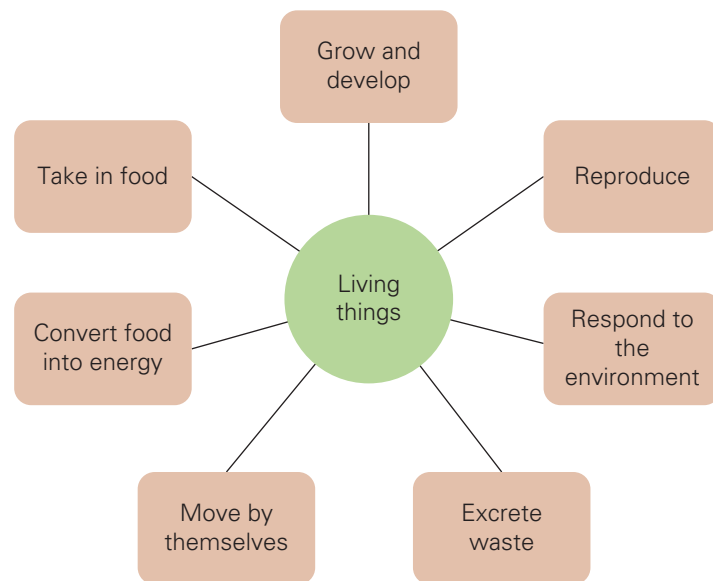 Grow and
develop
Take in food
Reproduce
Living
things
Convert food
into energy
Respond to
the
environment
Move by
themselves
Excrete
waste